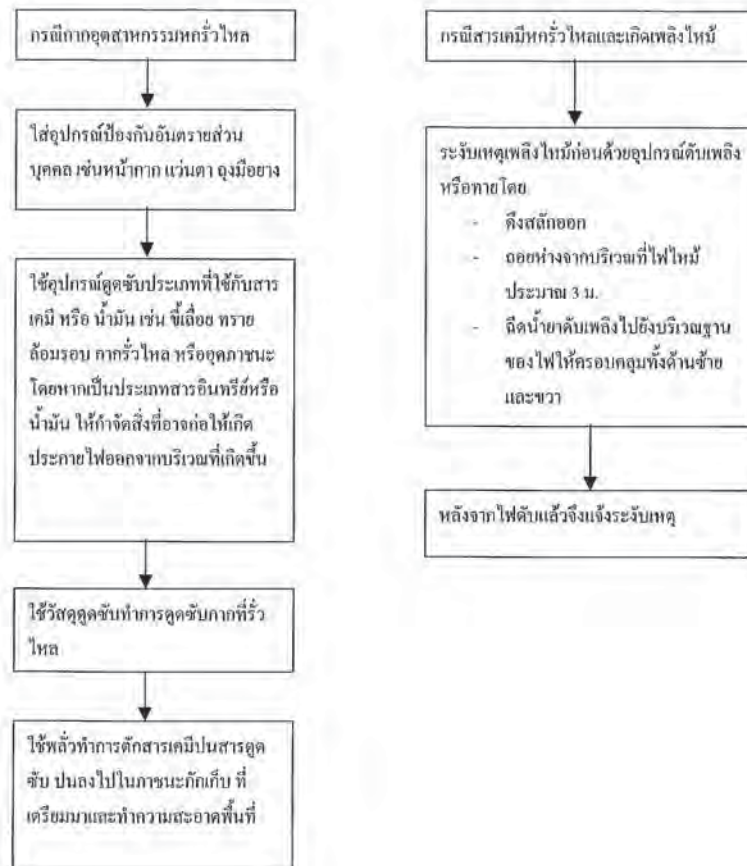 กรณีกากอุตสาหกรรมหกรั่วไหล
ใส่อุปกรณ์ป้องกันอันตรายส่วน
บุคคล เช่นหน้ากาก แว่นตา ถุงมือยาง
ใช้อุปกรณ์ดูดซับประเภทที่ใช้กับสาร
เคมี หรือ น้ำมัน เช่น ขี้เลื่อย ทราย
ล้อมรอบ กากรั่วไหล หรืออุดภาชนะ
โดยหากเป็นประเภทสารอินทรีย์หรือ
น้ำมัน ให้กำจัดสิ่งที่อาจก่อให้เกิด
ประกายไฟออกจากบริเวณที่เกิดขึ้น
ใช้วัสดุดูดซับทำการดูดซับกากที่รั่ว
ไหล
ใช้พลั่วทำการตักสารเคมีปนสารดูด
ซับ ปนลงไปในภาชนะกักเก็บ ที่
เตรียมมาและทำความสะอาดพื้นที่
กรณีสารเคมีหกรั่วไหลและเกิดเพลิงไหม้
ระงับเหตุเพลิงไหม้ก่อนด้วยอุปกรณ์ดับเพลิง
หรือทายโดย
- ดึงสลักออก
- ถอยห่างจากบริเวณที่ไฟไหม้
ประมาณ 3 ม.
- ฉีดน้ำยาดับเพลิงไปยังบริเวณฐาน
ของไฟให้ครอบคลุมทั้งด้านซ้าย
และขวา
หลังจากไฟดับแล้วจึงแจ้งระงับเหตุ